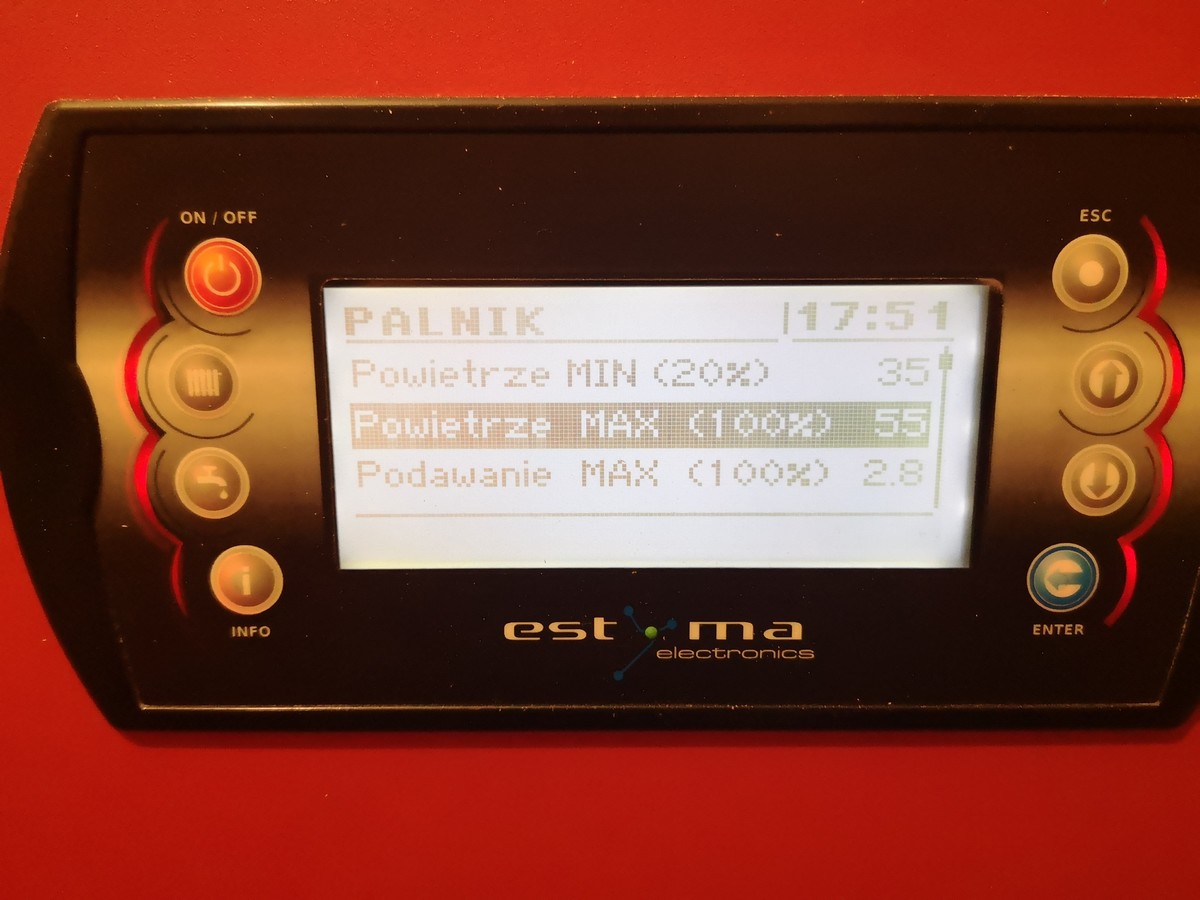 ON / OFF
ESC
PALNIK 17:51
Powietrze MIN (20%) 35
Powietrze MAX (100%) 55
Podawanie MAX (100%) 2.8
INFO
ENTER
estyma
electronics